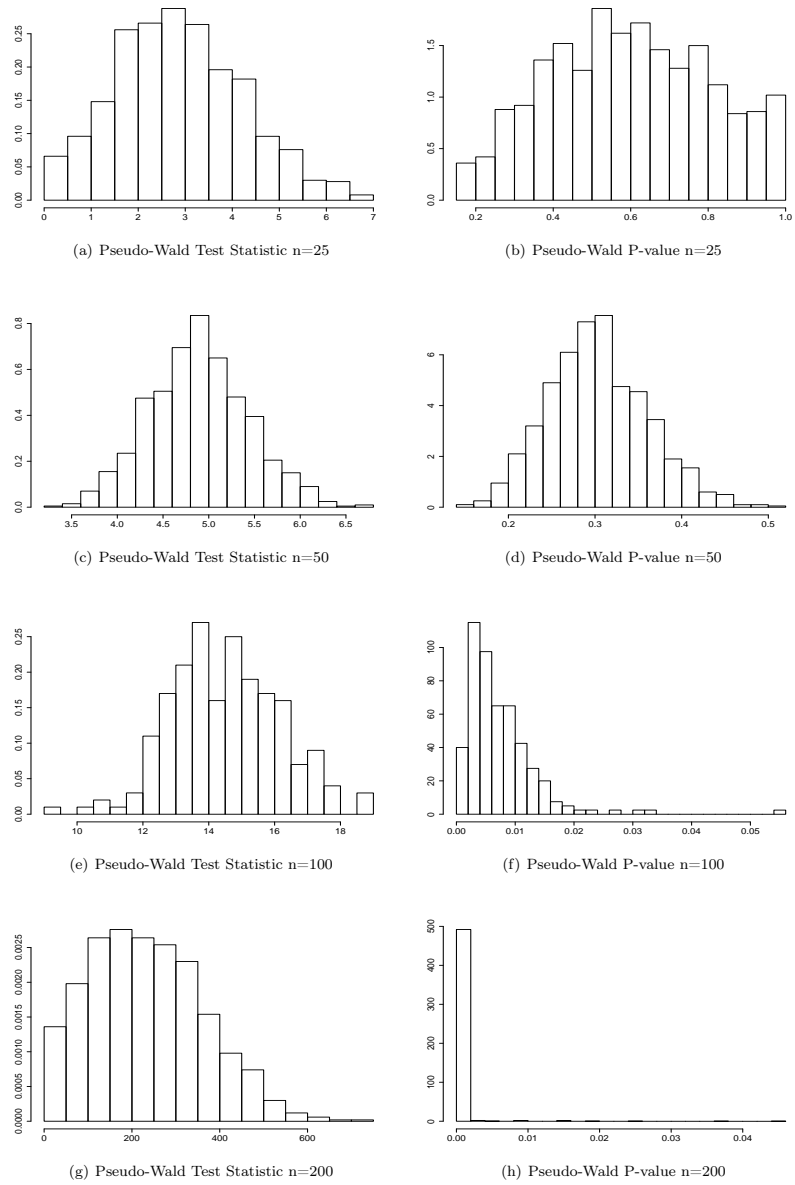 0.00 0.05 0.10 0.15 0.20 0.25
0 1 2 3 4 5 6 7
(a) Pseudo-Wald Test Statistic n=25
0.0 0.5 1.0 1.5
0.2 0.4 0.6 0.8 1.0
(b) Pseudo-Wald P-value n=25
0.0 0.2 0.4 0.6 0.8
3.5 4.0 4.5 5.0 5.5 6.0 6.5
(c) Pseudo-Wald Test Statistic n=50
0 2 4 6
0.2 0.3 0.4 0.5
(d) Pseudo-Wald P-value n=50
0.00 0.05 0.10 0.15 0.20 0.25
10 12 14 16 18
(e) Pseudo-Wald Test Statistic n=100
0 20 40 60 80 100
0.00 0.01 0.02 0.03 0.04 0.05
(f) Pseudo-Wald P-value n=100
0.0000 0.0005 0.0010 0.0015 0.0020 0.0025
0 200 400 600
(g) Pseudo-Wald Test Statistic n=200
0 100 200 300 400 500
0.00 0.01 0.02 0.03 0.04
(h) Pseudo-Wald P-value n=200